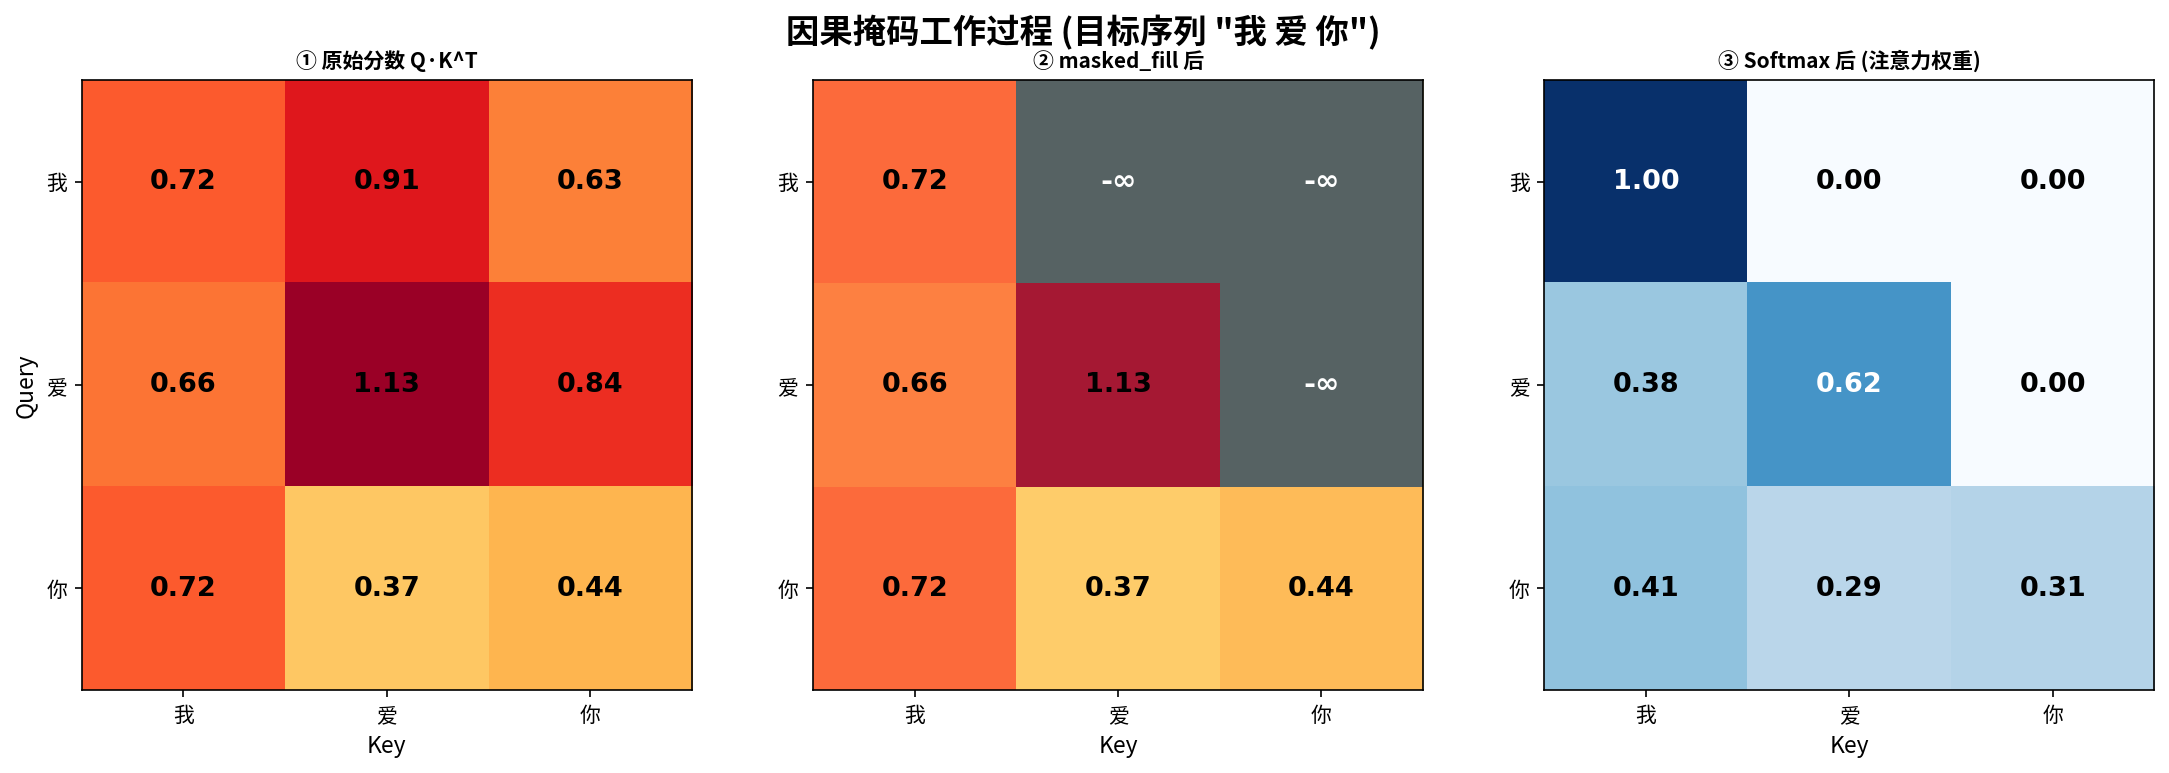 因果掩码工作过程 (目标序列 "我 爱 你")
① 原始分数 Q·K^T
Query
我 0.72 0.91 0.63
爱 0.66 1.13 0.84
你 0.72 0.37 0.44
我 爱 你
Key
② masked_fill 后
我 0.72 -∞ -∞
爱 0.66 1.13 -∞
你 0.72 0.37 0.44
我 爱 你
Key
③ Softmax 后 (注意力权重)
我 1.00 0.00 0.00
爱 0.38 0.62 0.00
你 0.41 0.29 0.31
我 爱 你
Key